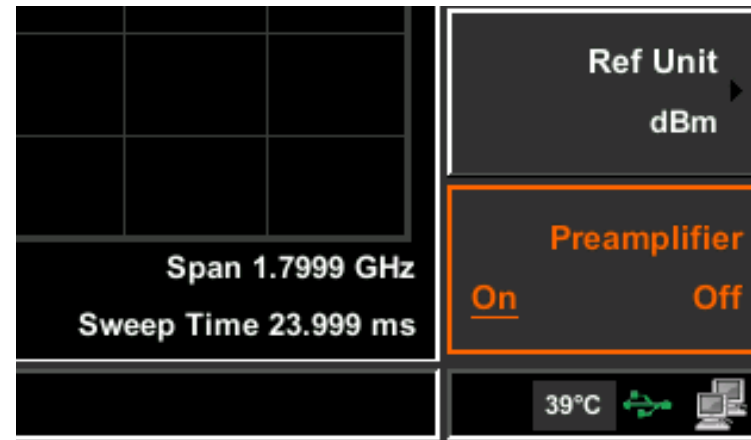 Ref Unit
dBm
Preamplifier
On Off
Span 1.7999 GHz
Sweep Time 23.999 ms
39°C